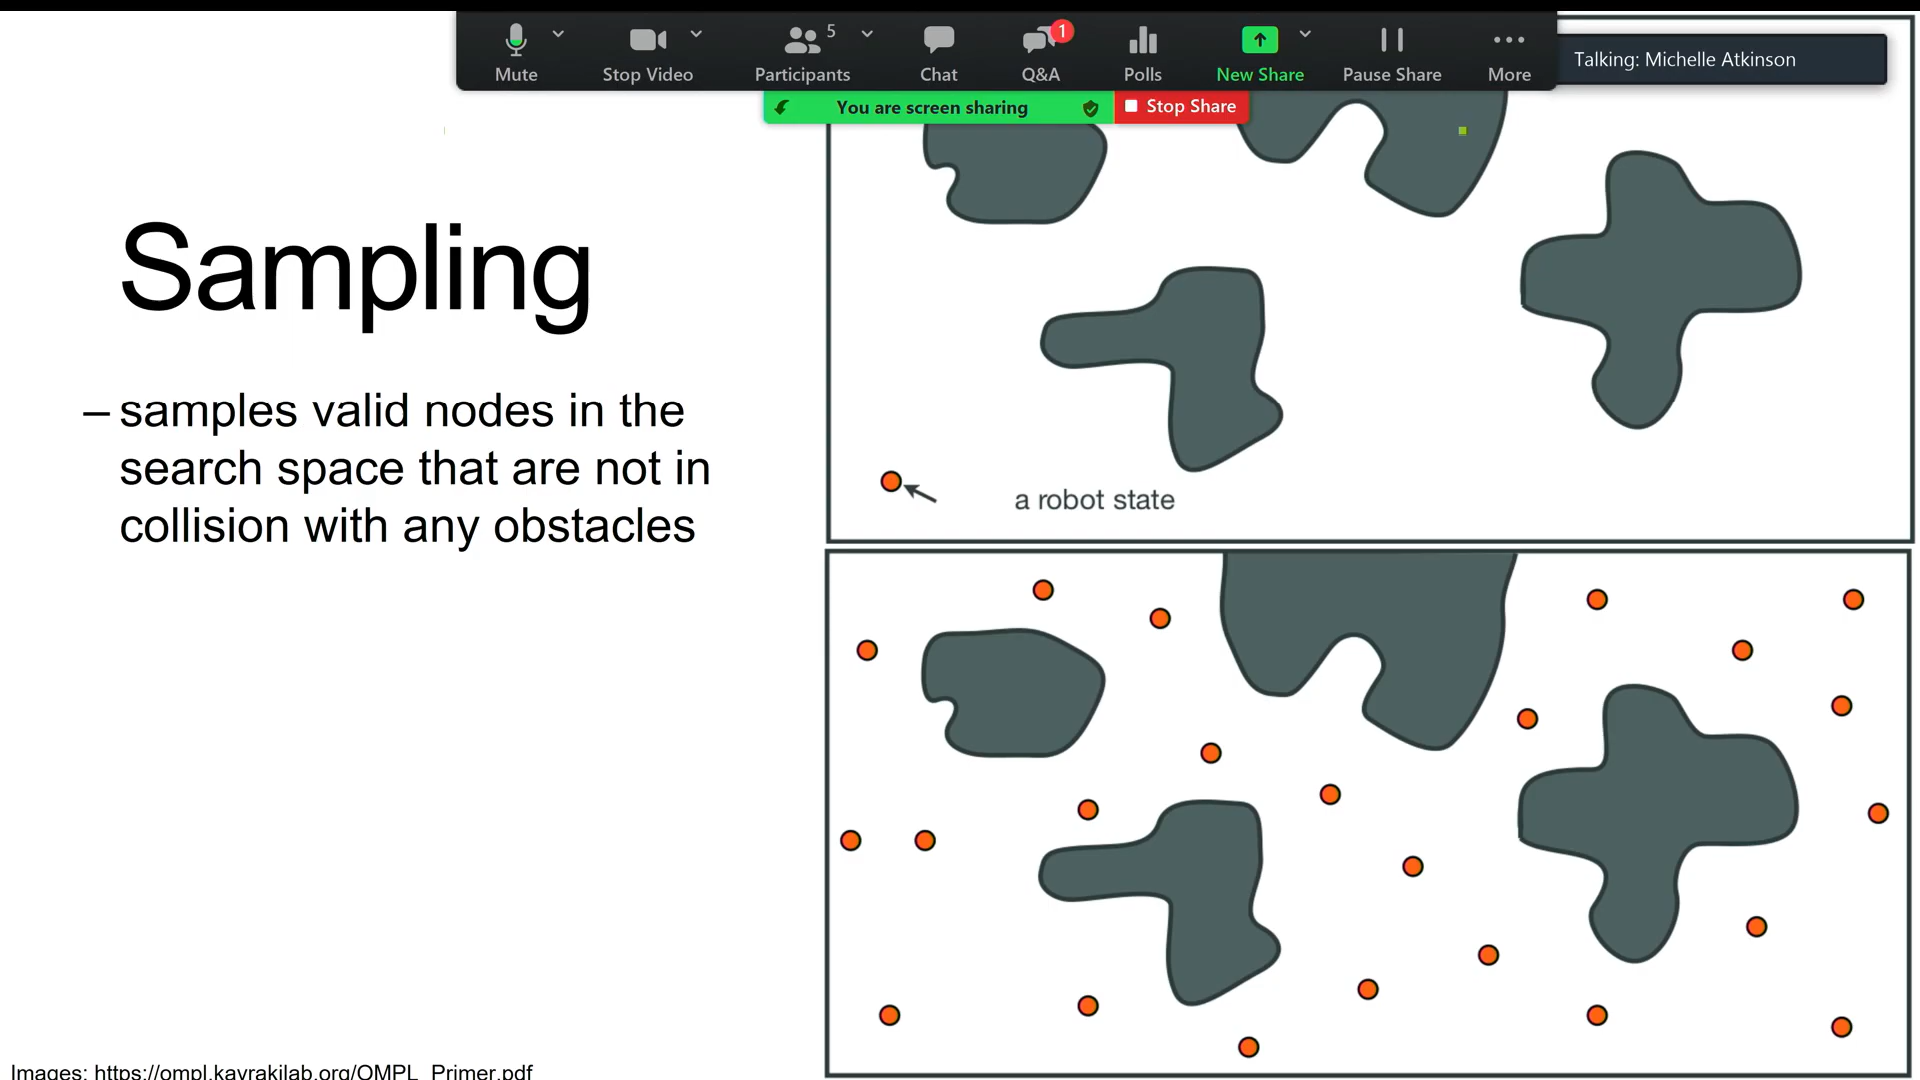 Mute
Stop Video
Participants
5
Chat
Q&A
1
Polls
New Share
Pause Share
More
Talking: Michelle Atkinson
You are screen sharing
Stop Share
Sampling
– samples valid nodes in the
search space that are not in
collision with any obstacles
a robot state
Images: https://ompl.kavrakilab.org/OMPL_Primer.pdf